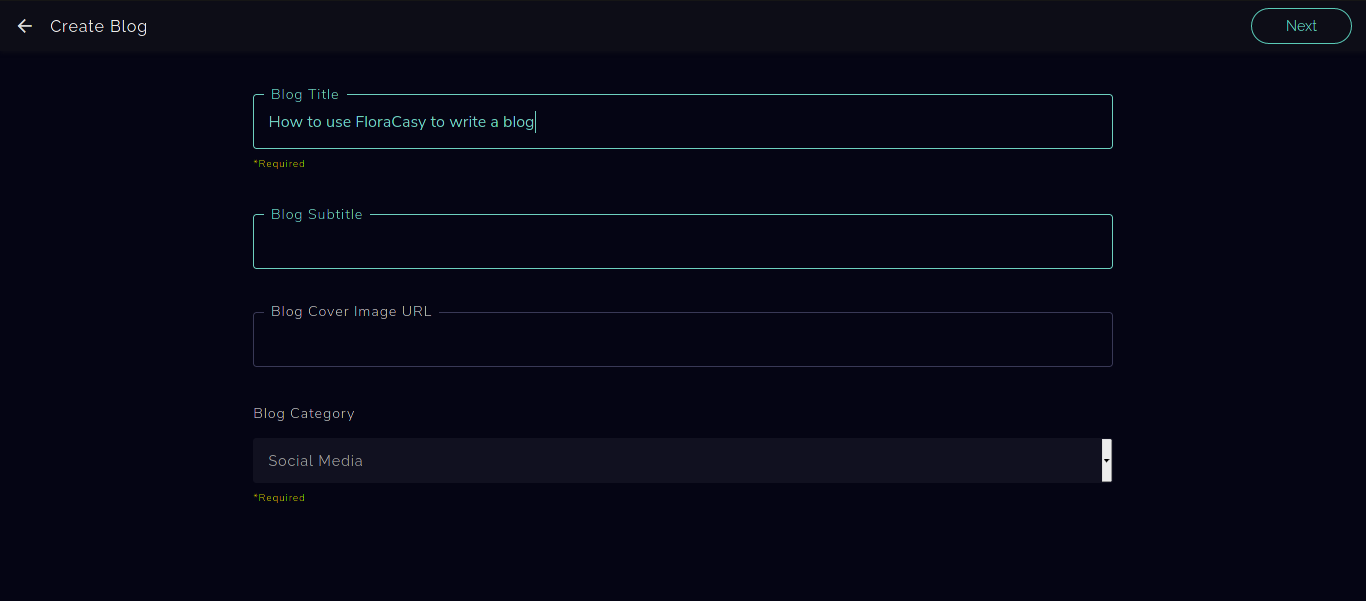 Create Blog
Next
Blog Title
How to use FloraCasy to write a blog
*Required
Blog Subtitle
Blog Cover Image URL
Blog Category
Social Media
*Required